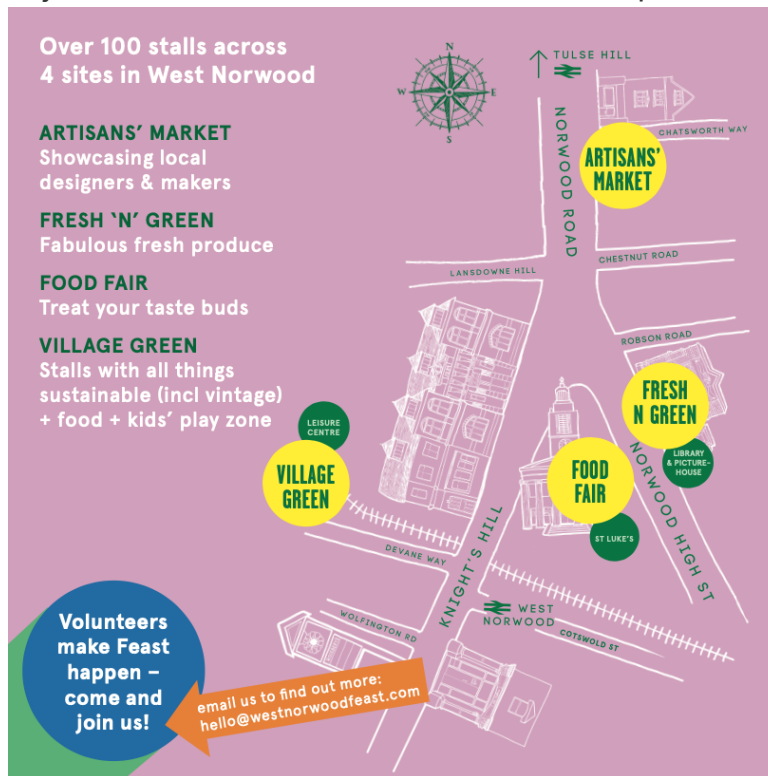 Over 100 stalls across
4 sites in West Norwood
ARTISANS’ MARKET
Showcasing local
designers & makers
FRESH ‘N’ GREEN
Fabulous fresh produce
FOOD FAIR
Treat your taste buds
VILLAGE GREEN
Stalls with all things
sustainable (incl vintage)
+ food + kids’ play zone
N
W
E
S
TULSE HILL
NORWOOD ROAD
CHATSWORTH WAY
ARTISANS’
MARKET
LANSDOWNE HILL
CHESTNUT ROAD
ROBSON ROAD
FRESH
N GREEN
LIBRARY
& PICTURE-
HOUSE
LEISURE
CENTRE
VILLAGE
GREEN
FOOD
FAIR
ST LUKE'S
NORWOOD HIGH ST
DEVANE WAY
KNIGHT'S HILL
WEST
NORWOOD
COTSWOLD ST
WOLFINGTON RD
Volunteers
make Feast
happen –
come and
join us!
email us to find out more:
hello@westnorwoodfeast.com